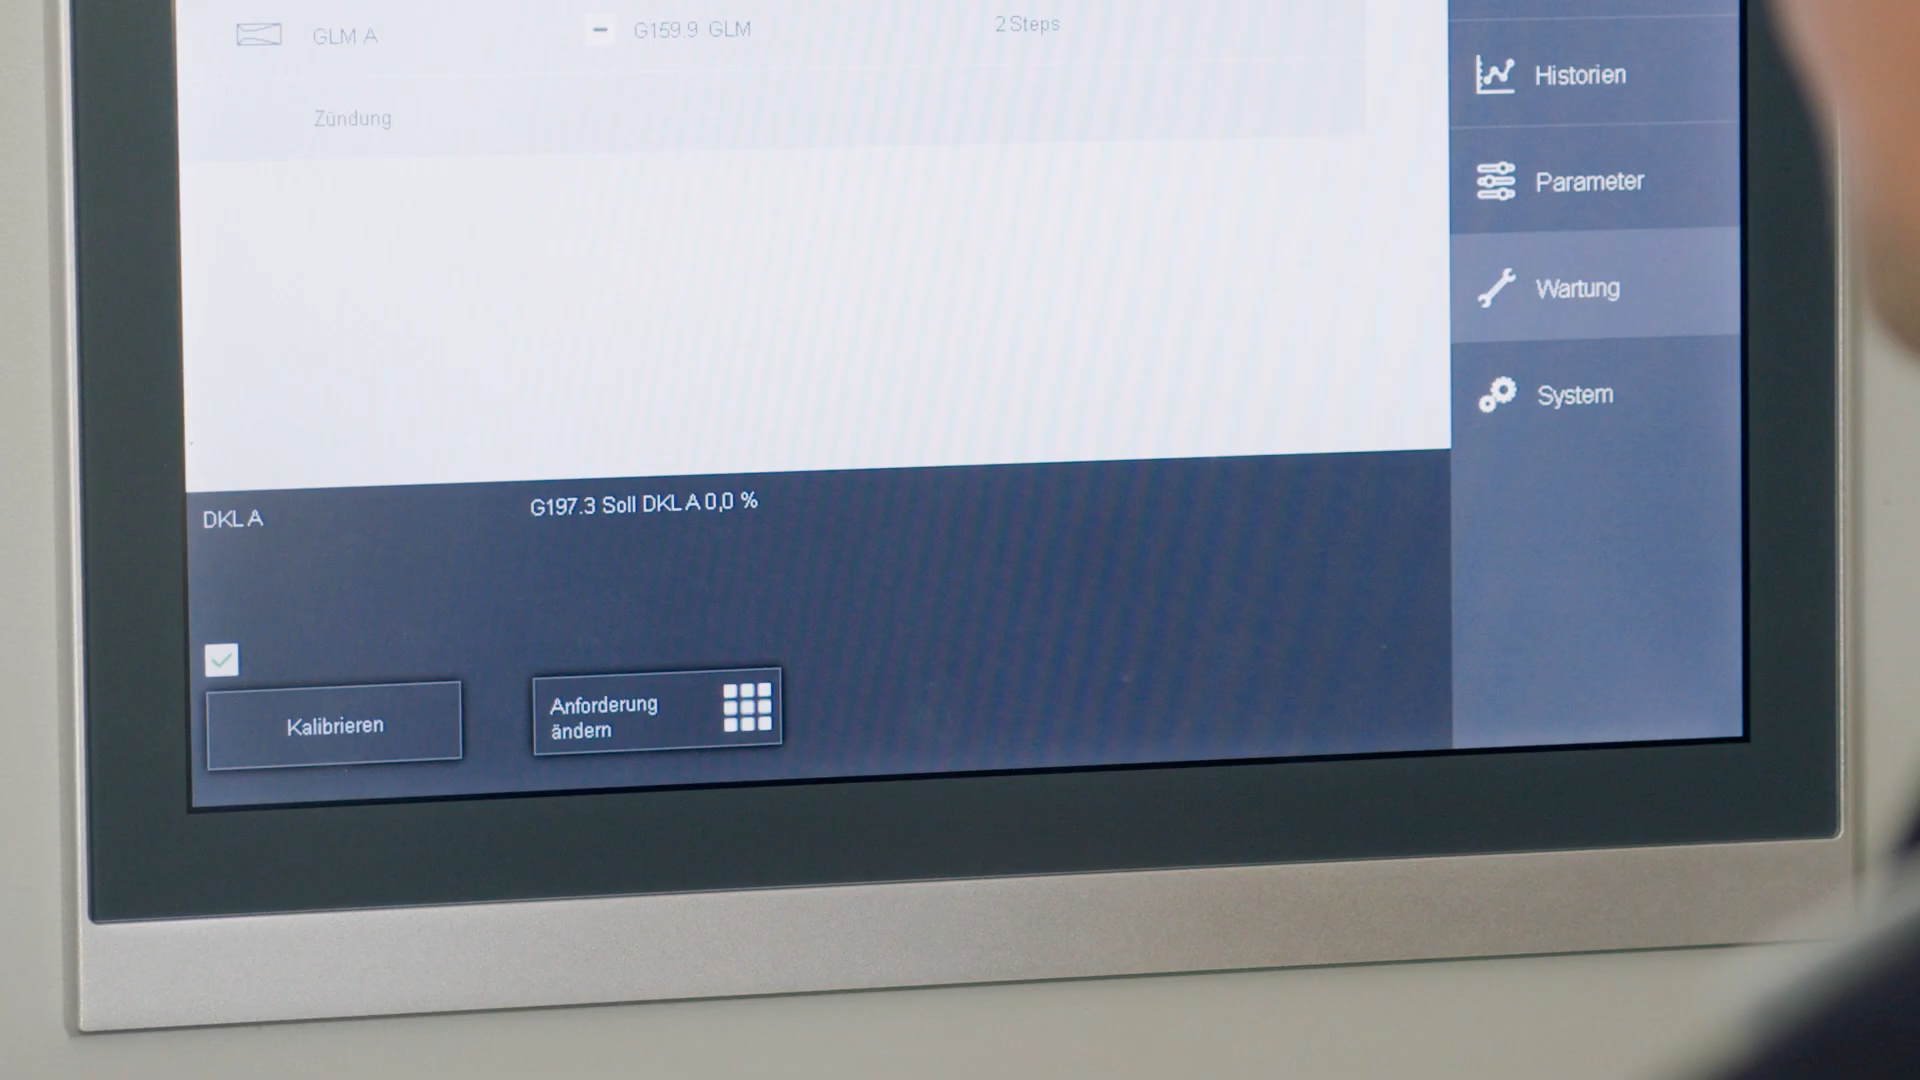 GLM A
G159.9 GLM
2 Steps
Zündung
Historien
Parameter
Wartung
System
DKL A
G197.3 Soll DKL A 0,0 %
Kalibrieren
Anforderung
ändern